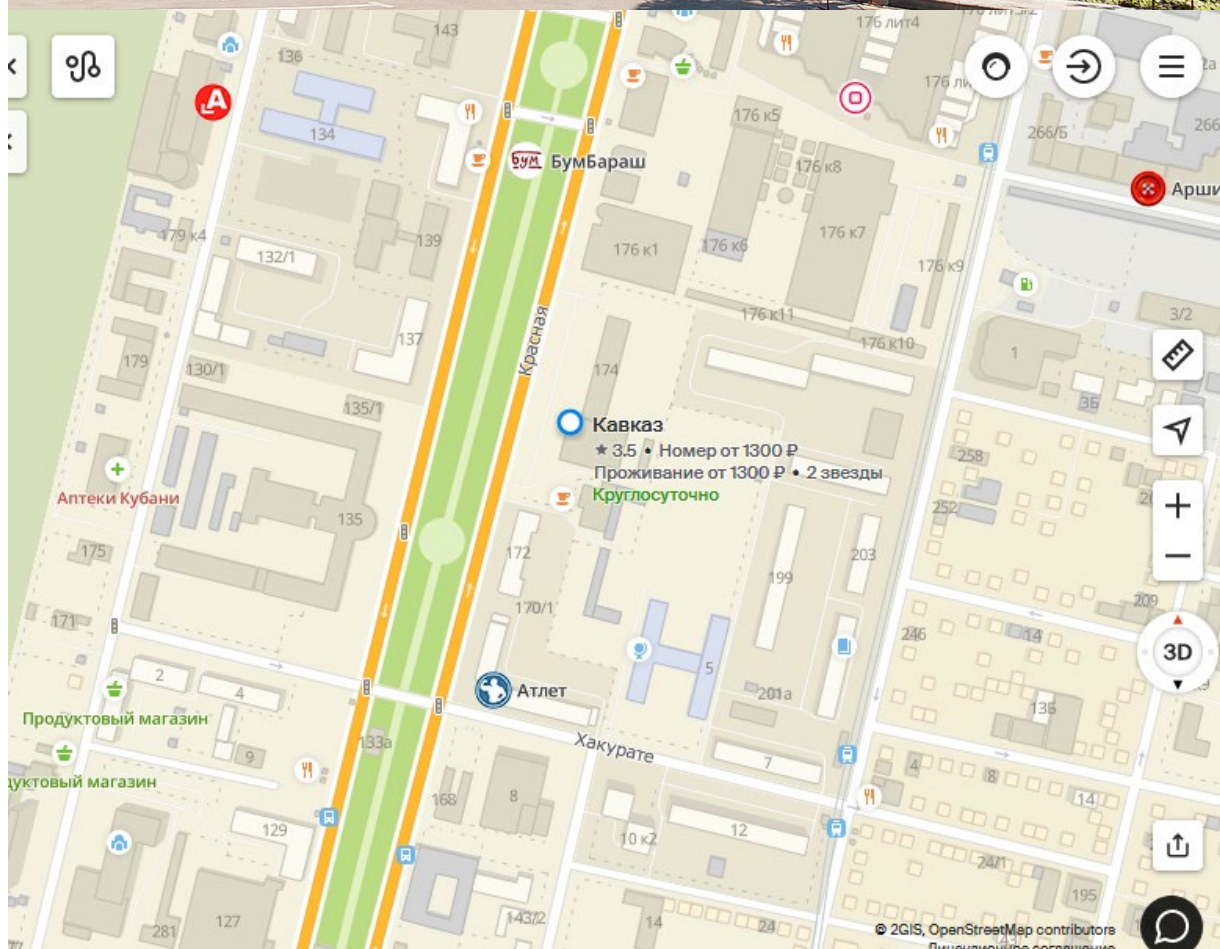 176 лит4
143
136
176 к5
134
266/Б
бум БумБараш
176 к8
139
179 к4
132/1
176 к1
176 к6
176 к7
176 к9
Красная
137
176 к11
176 к10
3/2
1
179
130/1
174
135/1
3Б
Кавказ
★ 3.5 • Номер от 1300 ₽
Проживание от 1300 ₽ • 2 звезды
Круглосуточно
258
Аптеки Кубани
252
135
175
172
203
199
170/1
209
171
246
14
3D
5
2
4
Атлет
201а
13Б
Продуктовый магазин
133а
Хакурате
9
7
4
8
14
168
8
129
10 к2
12
24/1
195
127
281
143/2
14
24
© 2GIS, OpenStreetMap contributors